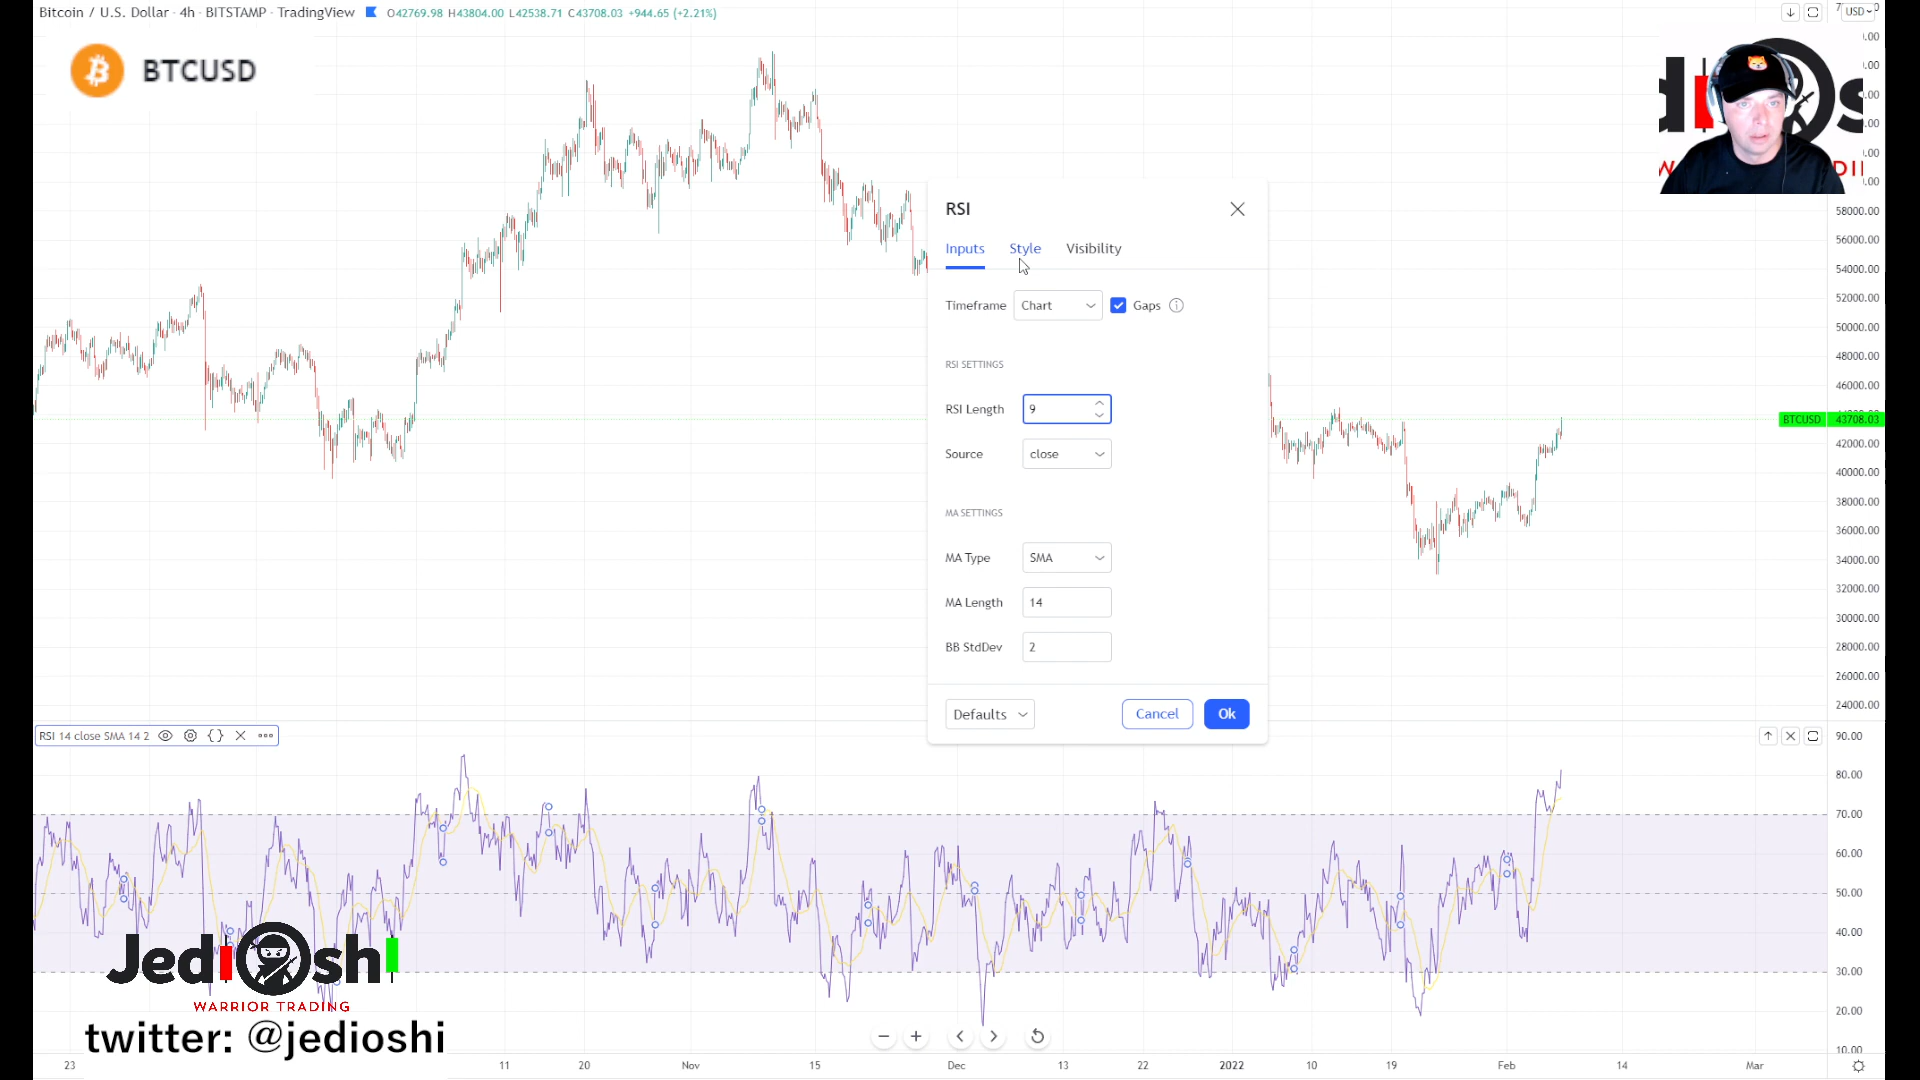 Bitcoin / U.S. Dollar · 4h · BITSTAMP · TradingView O42769.98 H43804.00 L42538.71 C43708.03 +944.65 (+2.21%)
USD
BTCUSD
RSI
Inputs Style Visibility
Timeframe Chart Gaps
RSI SETTINGS
RSI Length 9
Source close
MA SETTINGS
MA Type SMA
MA Length 14
BB StdDev 2
Defaults Cancel Ok
58000.00
56000.00
54000.00
52000.00
50000.00
48000.00
46000.00
BTCUSD 43708.03
42000.00
40000.00
38000.00
36000.00
34000.00
32000.00
30000.00
28000.00
26000.00
24000.00
RSI 14 close SMA 14 2
90.00
80.00
70.00
60.00
50.00
40.00
30.00
20.00
10.00
JediOshi
WARRIOR TRADING
twitter: @jedioshi
23 11 20 Nov 15 Dec 13 22 2022 10 19 Feb 14 Mar